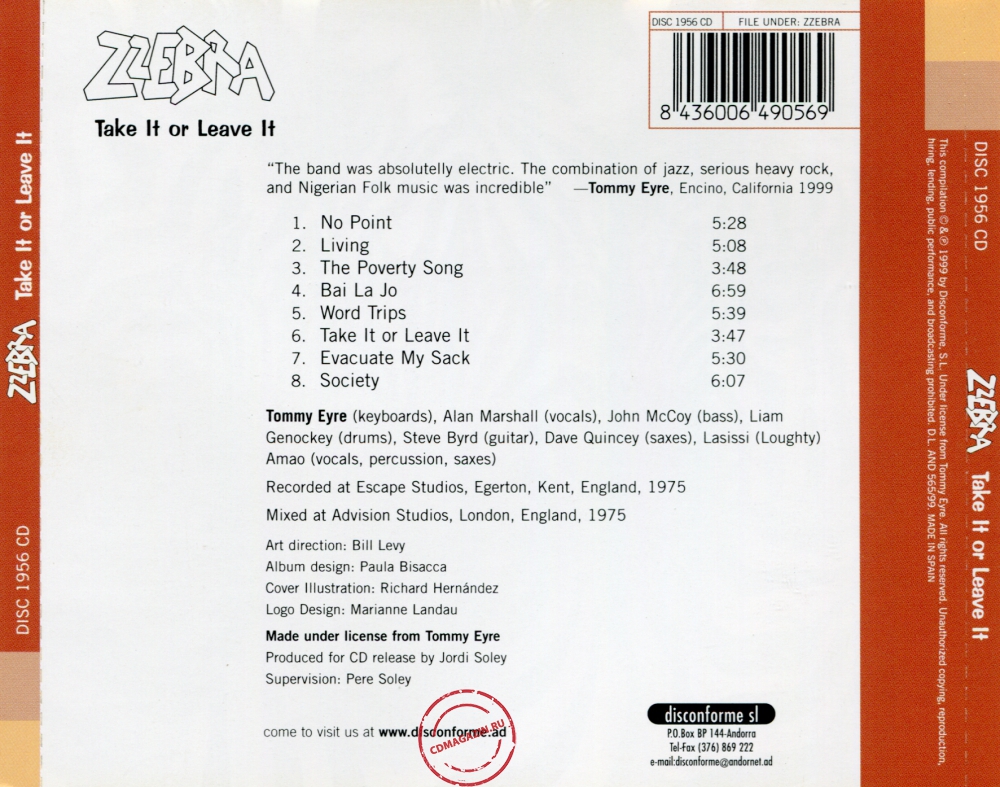 ZZEBRA
Take It or Leave It
DISC 1956 CD
FILE UNDER: ZZEBRA
8 436006 490569
“The band was absolutelly electric. The combination of jazz, serious heavy rock,
and Nigerian Folk music was incredible” —Tommy Eyre, Encino, California 1999
1. No Point 5:28
2. Living 5:08
3. The Poverty Song 3:48
4. Bai La Jo 6:59
5. Word Trips 5:39
6. Take It or Leave It 3:47
7. Evacuate My Sack 5:30
8. Society 6:07
Tommy Eyre (keyboards), Alan Marshall (vocals), John McCoy (bass), Liam
Genockey (drums), Steve Byrd (guitar), Dave Quincey (saxes), Lasissi (Loughty)
Amao (vocals, percussion, saxes)
Recorded at Escape Studios, Egerton, Kent, England, 1975
Mixed at Advision Studios, London, England, 1975
Art direction: Bill Levy
Album design: Paula Bisacca
Cover Illustration: Richard Hernández
Logo Design: Marianne Landau
Made under license from Tommy Eyre
Produced for CD release by Jordi Soley
Supervision: Pere Soley
come to visit us at www.disconforme.ad
CDMAGAZIN.RU
disconforme sl
P.O.Box BP 144-Andorra
Tel-Fax (376) 869 222
e-mail:disconforme@andornet.ad
DISC 1956 CD ZZEBRA Take It or Leave It
This compilation © & ℗ 1999 by Disconforme, S.L. Under license from Tommy Eyre. All rights reserved. Unauthorized copying, reproduction,
hiring, lending, public performance, and broadcasting prohibited. D.L. AND 565/99. MADE IN SPAIN
DISC 1956 CD ZZEBRA Take It or Leave It